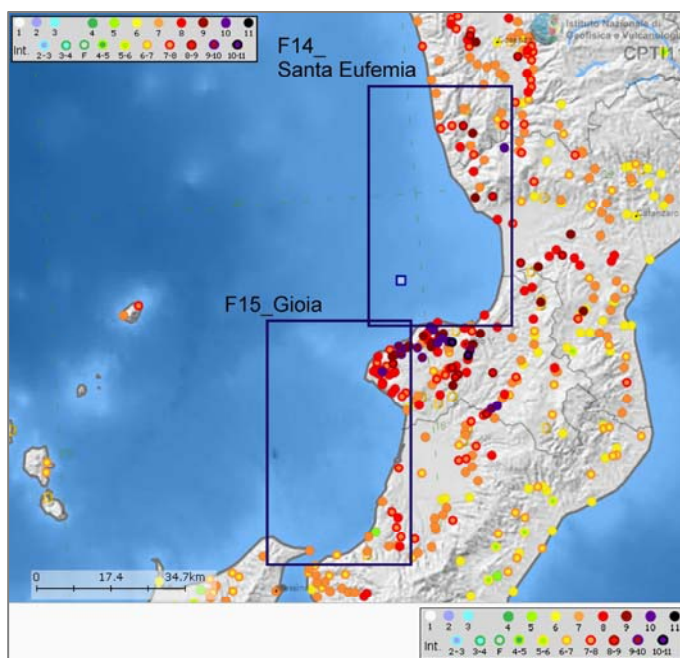 1 2 3 4 5 6 7 8 9 10 11
Int. 2-3 3-4 F 4-5 5-6 6-7 7-8 8-9 9-10 10-11
Istituto Nazionale di
Geofisica e Vulcanologia
CPTI11
F14_
Santa Eufemia
Catanzaro
F15_Gioia
0 17.4 34.7km
1 2 3 4 5 6 7 8 9 10 11
Int. 2-3 3-4 F 4-5 5-6 6-7 7-8 8-9 9-10 10-11